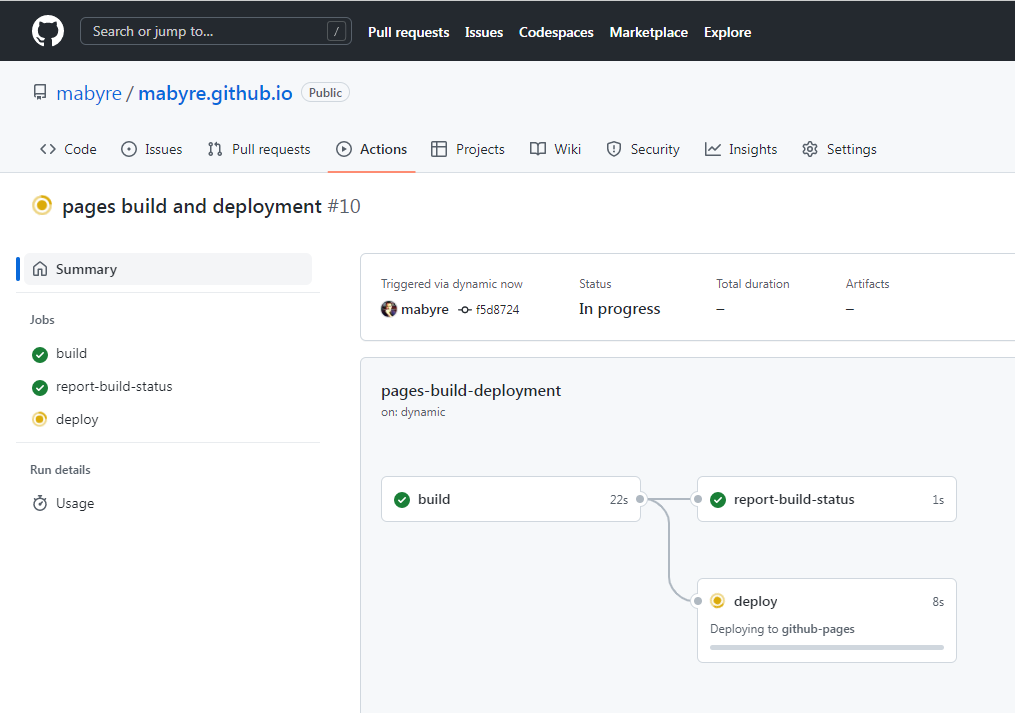 Search or jump to... /
Pull requests Issues Codespaces Marketplace Explore
mabyre / mabyre.github.io Public
Code Issues Pull requests Actions Projects Wiki Security Insights Settings
pages build and deployment #10
Summary
Jobs
build
report-build-status
deploy
Run details
Usage
Triggered via dynamic now Status Total duration Artifacts
mabyre f5d8724 In progress – –
pages-build-deployment
on: dynamic
build 22s
report-build-status 1s
deploy 8s
Deploying to github-pages